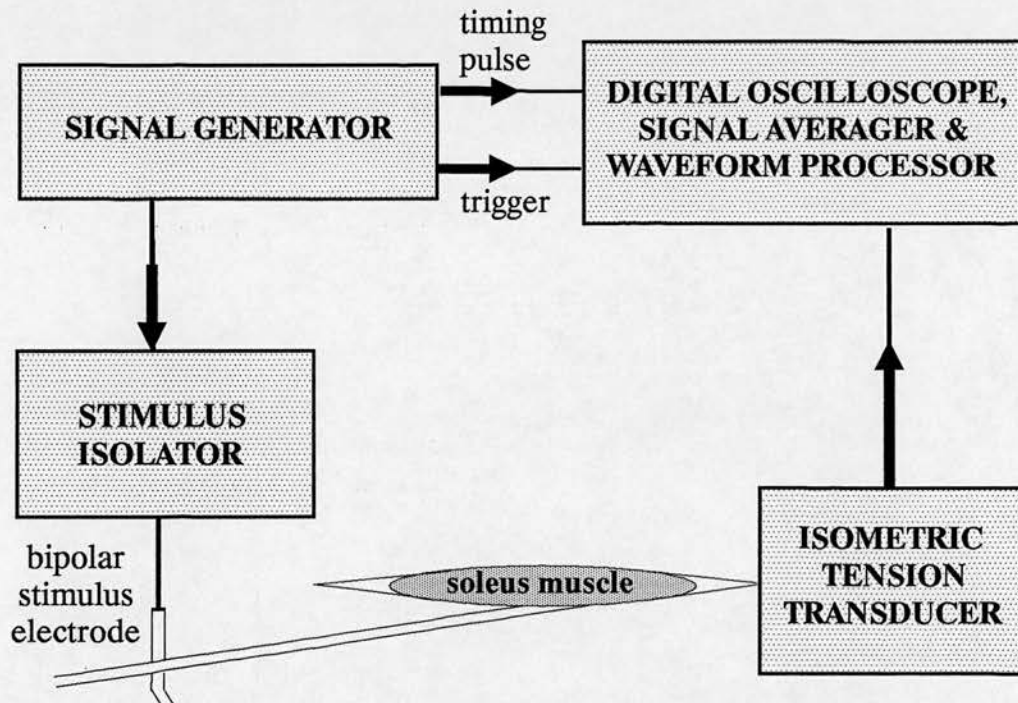 timing
pulse
SIGNAL GENERATOR
trigger
DIGITAL OSCILLOSCOPE,
SIGNAL AVERAGER &
WAVEFORM PROCESSOR
STIMULUS
ISOLATOR
bipolar
stimulus
electrode
soleus muscle
ISOMETRIC
TENSION
TRANSDUCER